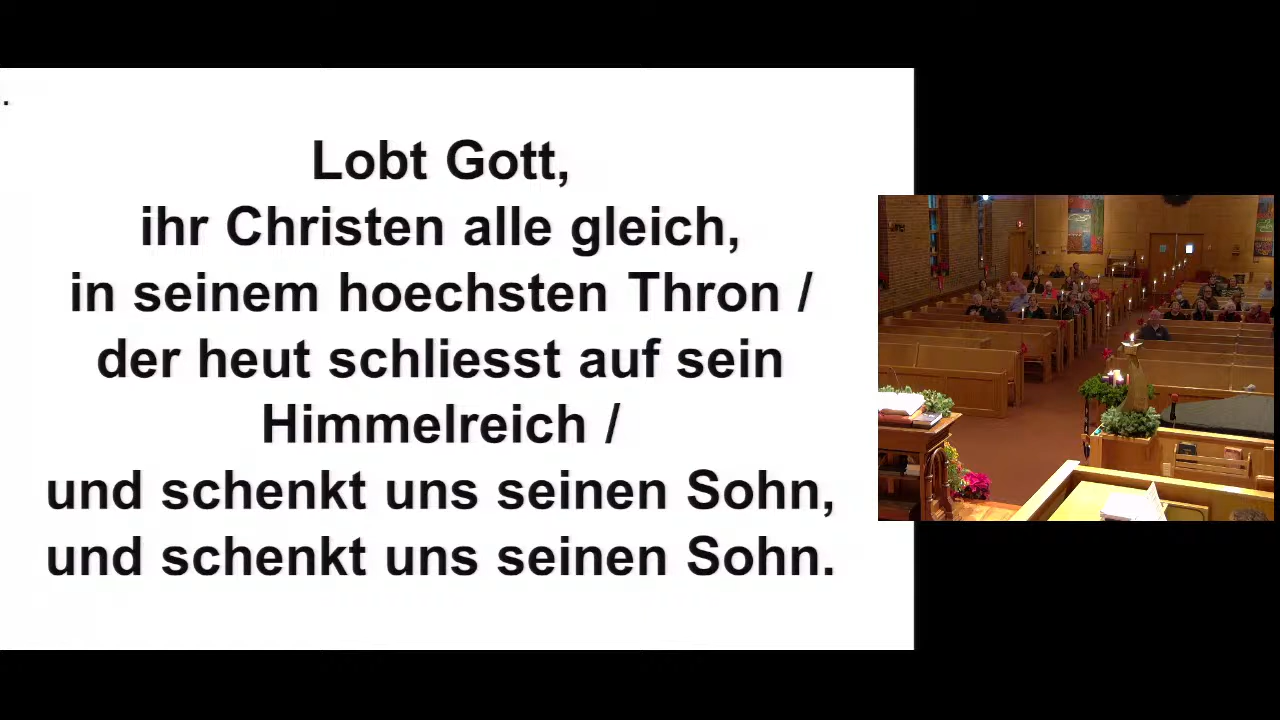 .
Lobt Gott,
ihr Christen alle gleich,
in seinem hoechsten Thron /
der heut schliesst auf sein
Himmelreich /
und schenkt uns seinen Sohn,
und schenkt uns seinen Sohn.